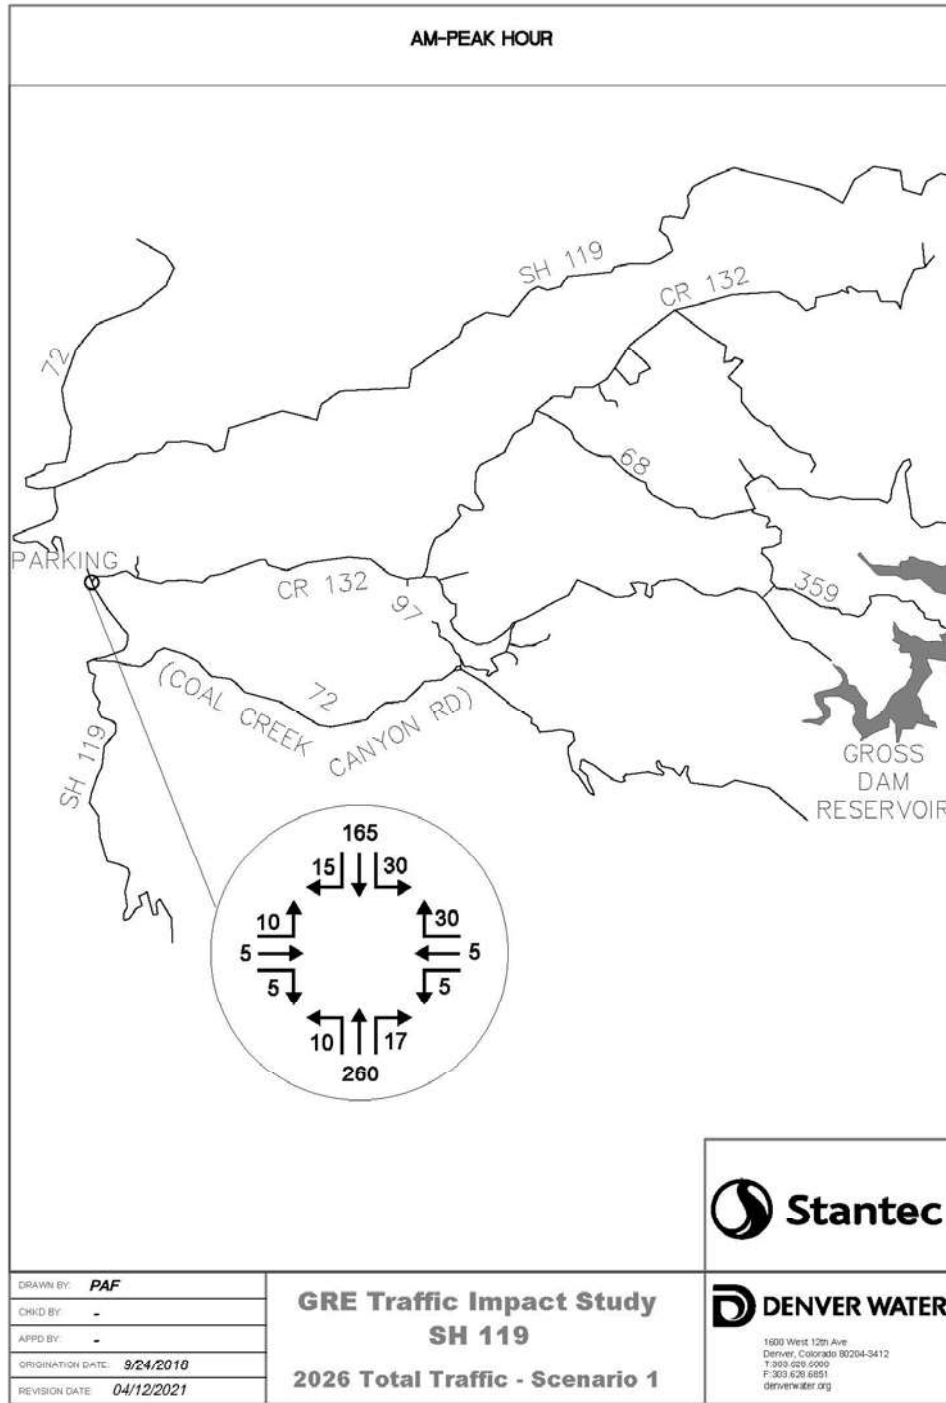 AM-PEAK HOUR
SH 119
CR 132
72
68
PARKING
CR 132
97
359
(COAL CREEK
72
CANYON RD)
SH 119
GROSS
DAM
RESERVOIR
165
15
30
10
30
5
5
5
5
10
17
260
Stantec
DRAWN BY: PAF
CHKD BY: -
APPD BY: -
ORIGINATION DATE: 9/24/2018
REVISION DATE 04/12/2021
GRE Traffic Impact Study
SH 119
2026 Total Traffic - Scenario 1
DENVER WATER
1600 West 12th Ave
Denver, Colorado 80204-3412
T:303.628.6000
F:303.628.6851
denverwater.org